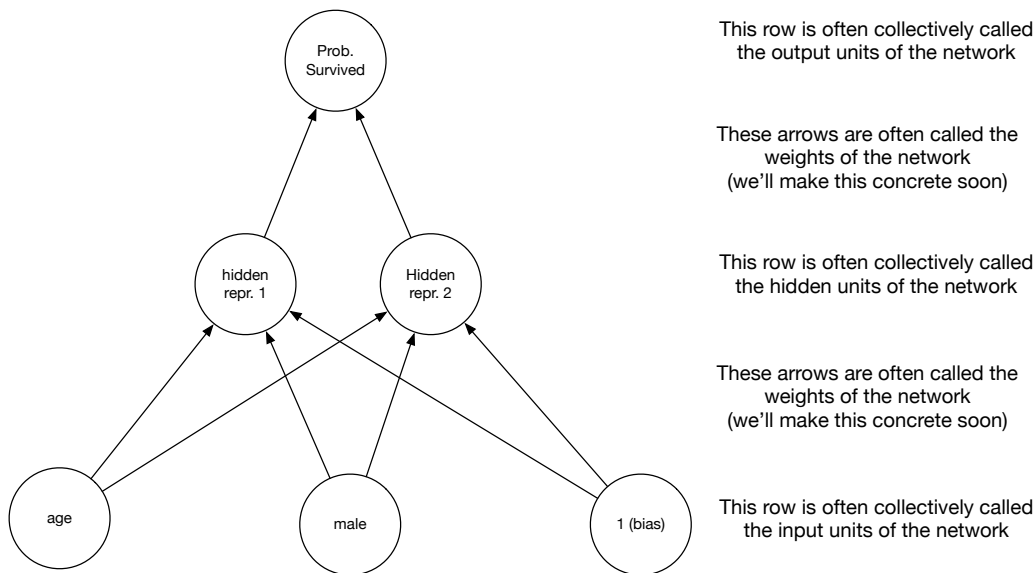 Prob.
Survived
This row is often collectively called
the output units of the network
These arrows are often called the
weights of the network
(we'll make this concrete soon)
hidden
repr. 1
Hidden
repr. 2
This row is often collectively called
the hidden units of the network
These arrows are often called the
weights of the network
(we'll make this concrete soon)
age
male
1 (bias)
This row is often collectively called
the input units of the network